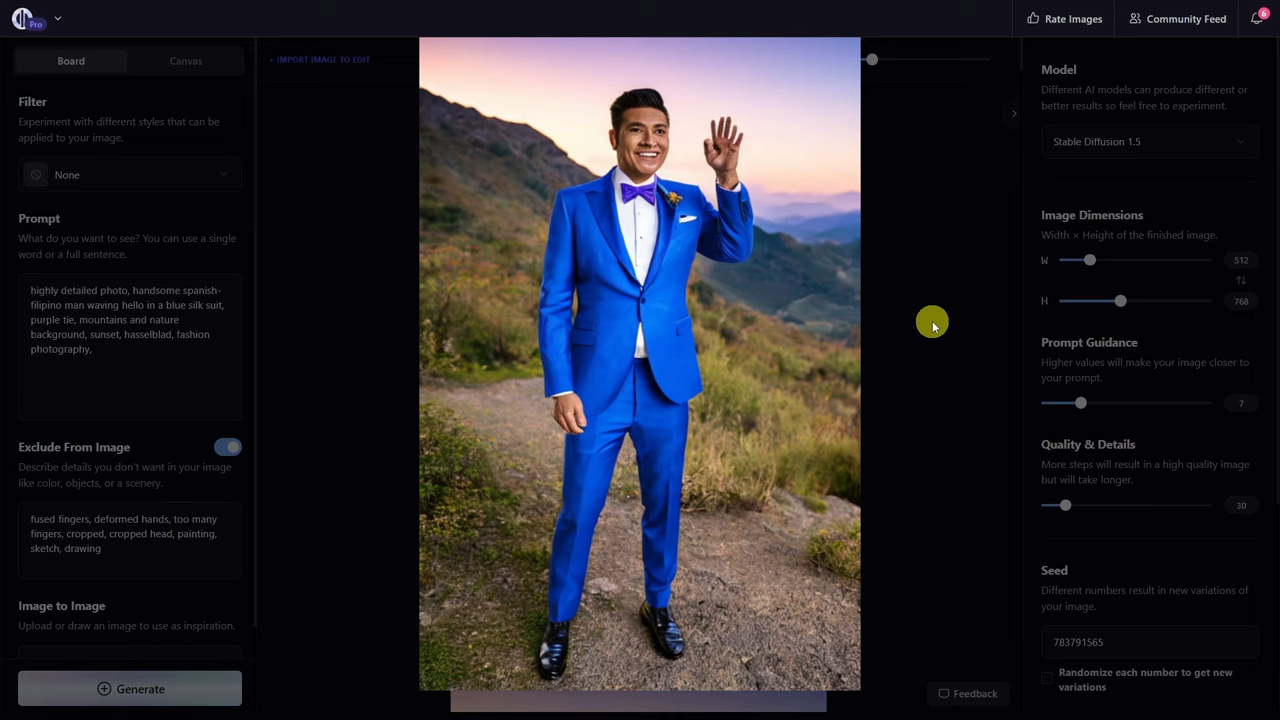 Pro
Rate Images
Community Feed
6
Board
Canvas
+ IMPORT IMAGE TO EDIT
Filter
Experiment with different styles that can be
applied to your image.
None
Prompt
What do you want to see? You can use a single
word or a full sentence.
highly detailed photo, handsome spanish-
filipino man waving hello in a blue silk suit,
purple tie, mountains and nature
background, sunset, hasselblad, fashion
photography,
Exclude From Image
Describe details you don't want in your image
like color, objects, or a scenery.
fused fingers, deformed hands, too many
fingers, cropped, cropped head, painting,
sketch, drawing
Image to Image
Upload or draw an image to use as inspiration.
Generate
Model
Different AI models can produce different or
better results so feel free to experiment.
Stable Diffusion 1.5
Image Dimensions
Width × Height of the finished image.
W
512
H
768
Prompt Guidance
Higher values will make your image closer to
your prompt.
7
Quality & Details
More steps will result in a high quality image
but will take longer.
30
Seed
Different numbers result in new variations of
your image.
783791565
Randomize each number to get new
variations
Feedback